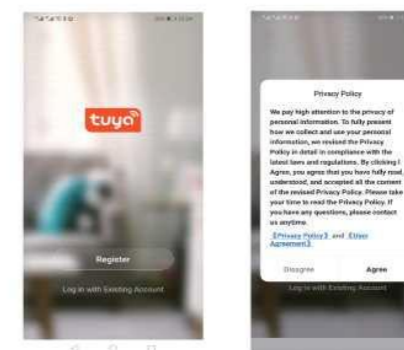 tuya
Register
Log in with Existing Account
Privacy Policy
We pay high attention to the privacy of
personal information. To fully present
how we collect and use your personal
information, we revised the Privacy
Policy in detail in compliance with the
latest laws and regulations. By clicking I
Agree, you agree that you have fully read,
understood, and accepted all the content
of the revised Privacy Policy. Please take
your time to read the Privacy Policy. If
you have any questions, please contact
us anytime.
《Privacy Policy》 and 《User
Agreement》
Disagree Agree
Log in with Existing Account